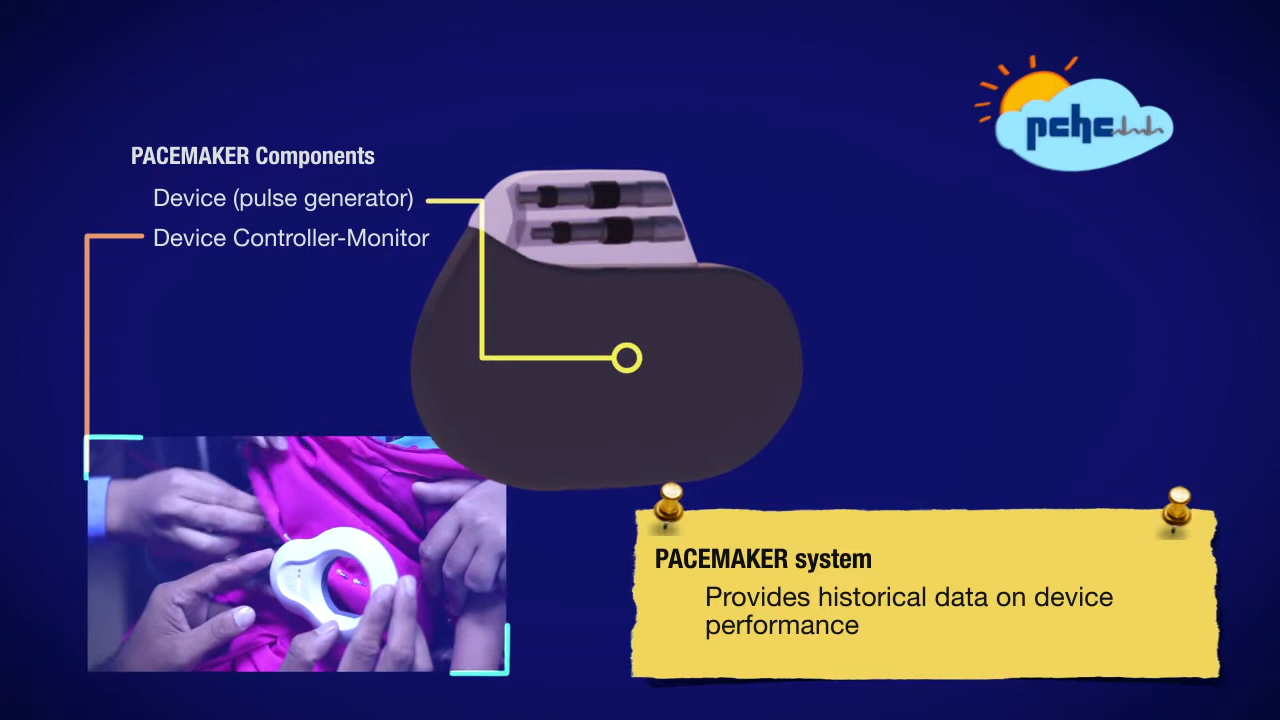 pchc
PACEMAKER Components
Device (pulse generator)
Device Controller-Monitor
PACEMAKER system
Provides historical data on device
performance